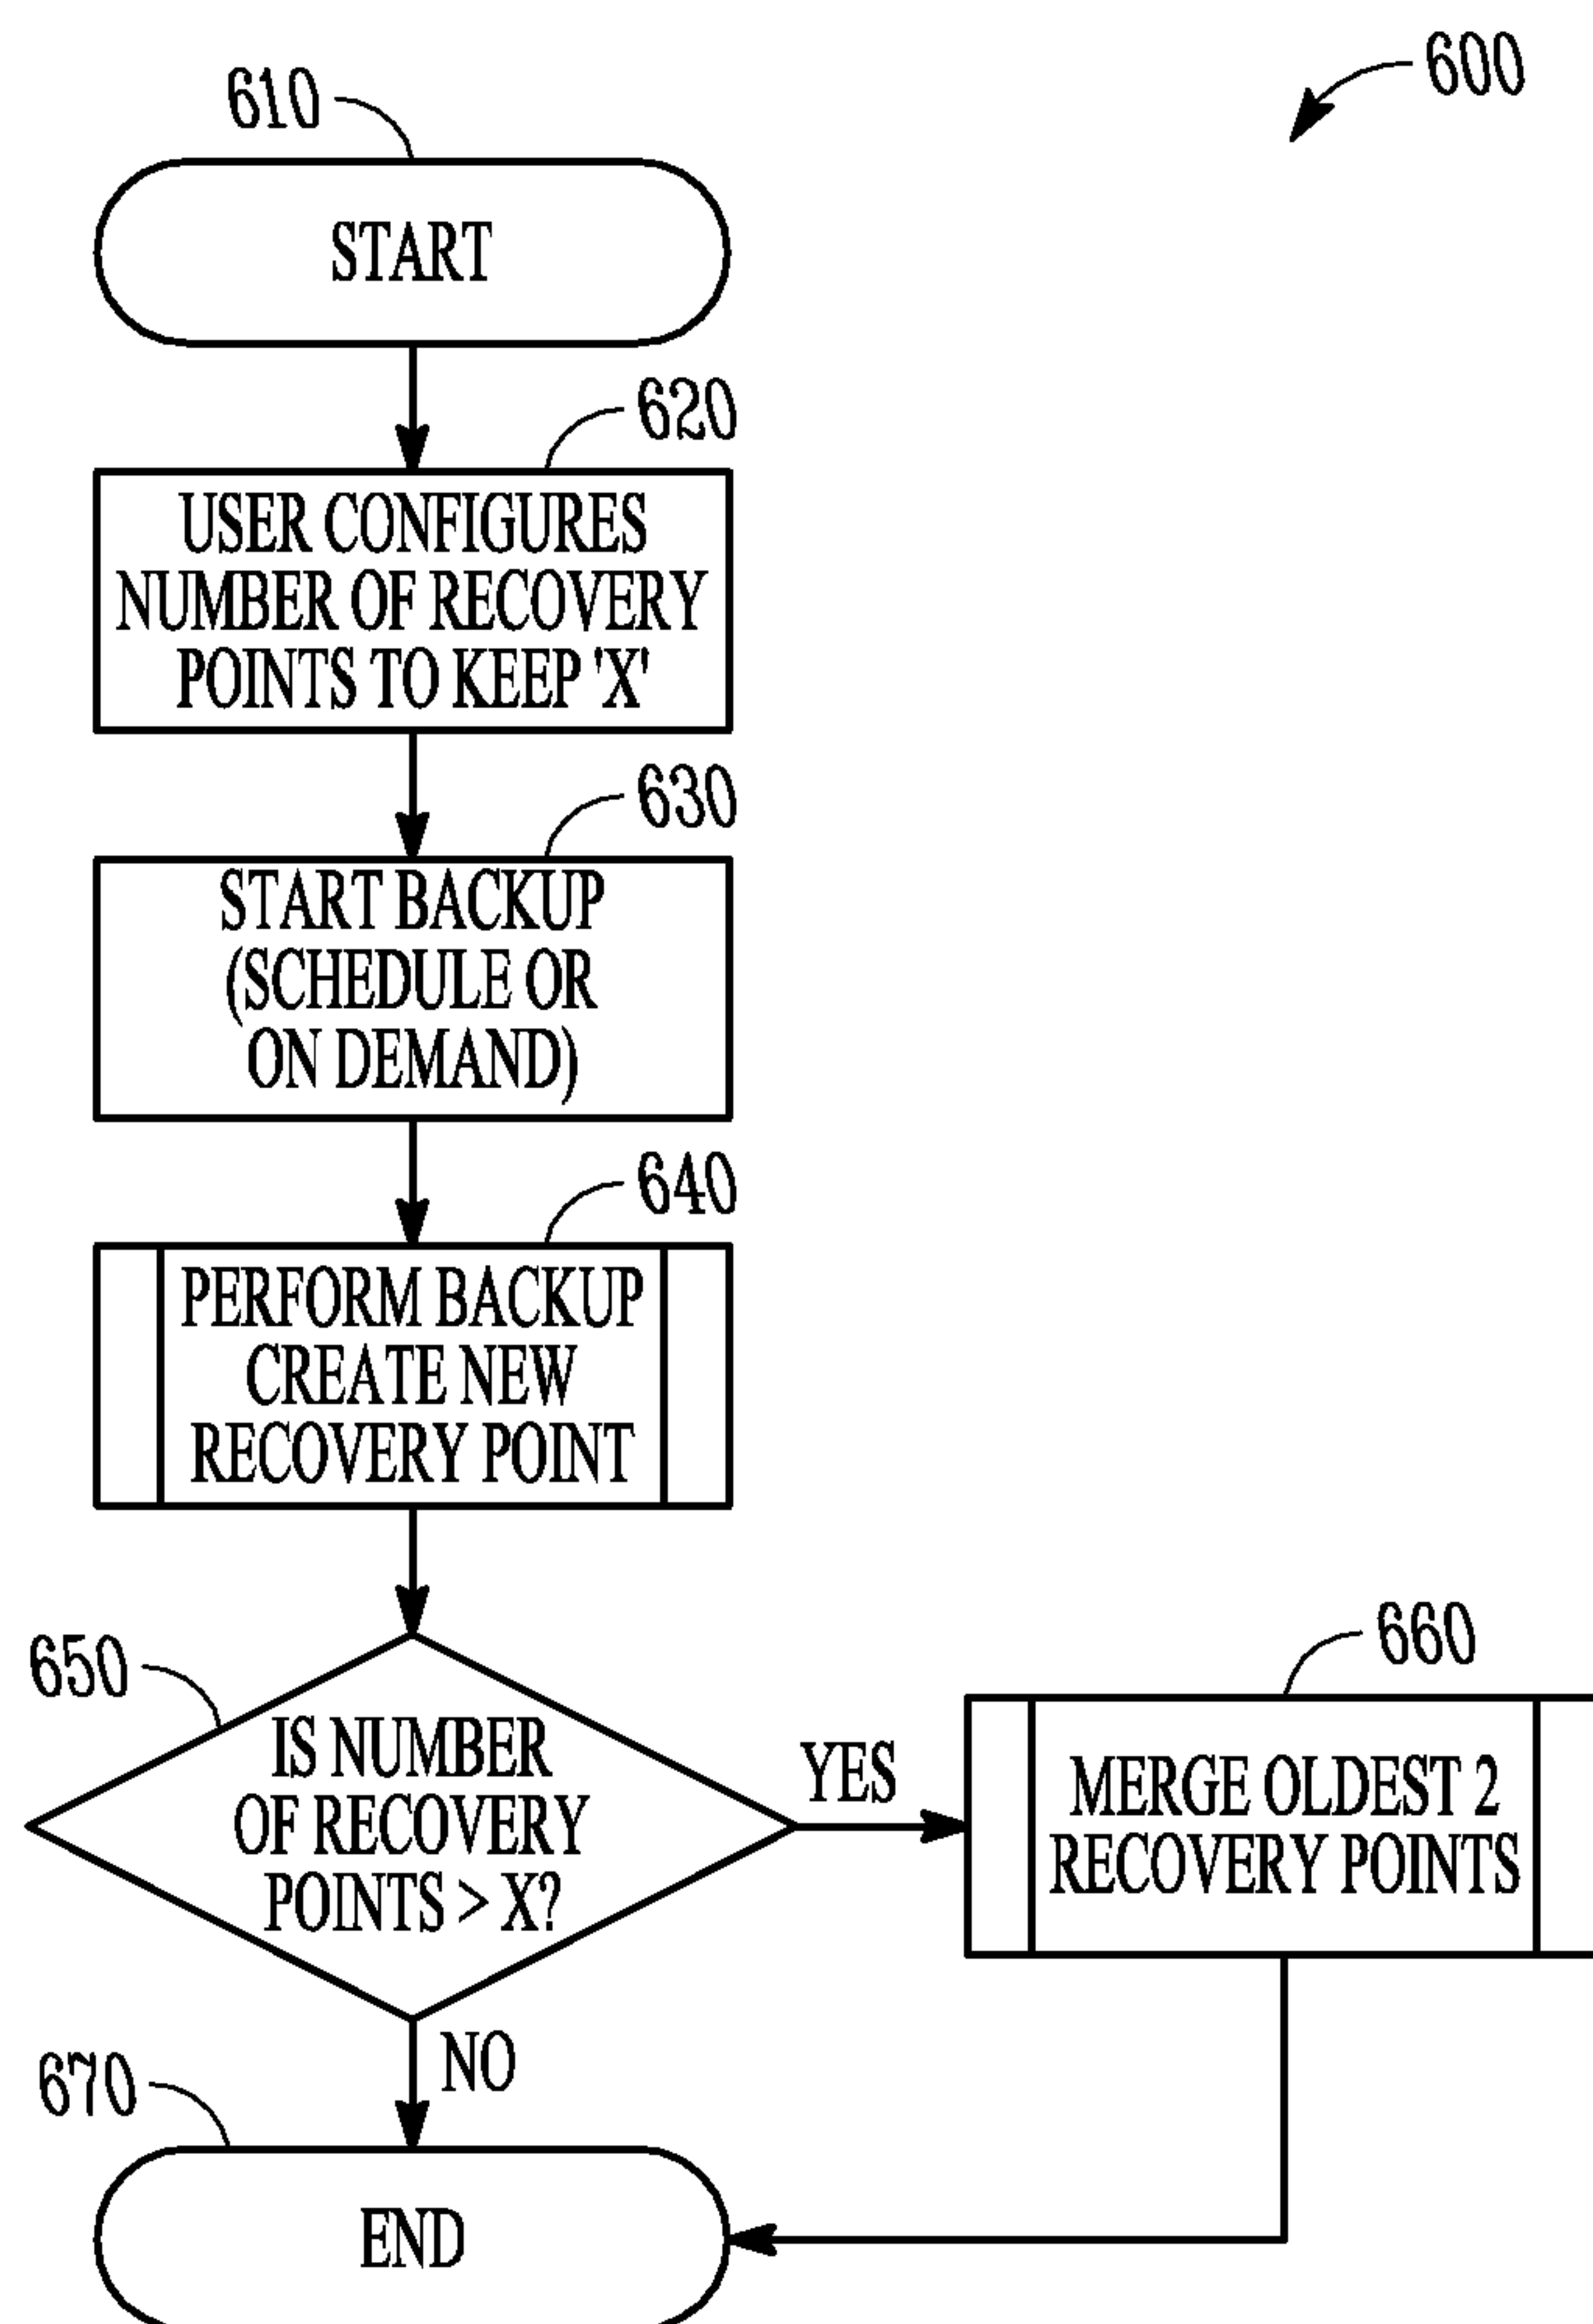 600
610
START
620
USER CONFIGURES
NUMBER OF RECOVERY
POINTS TO KEEP 'X'
630
START BACKUP
(SCHEDULE OR
ON DEMAND)
640
PERFORM BACKUP
CREATE NEW
RECOVERY POINT
650
IS NUMBER
OF RECOVERY
POINTS > X?
YES
660
MERGE OLDEST 2
RECOVERY POINTS
NO
670
END